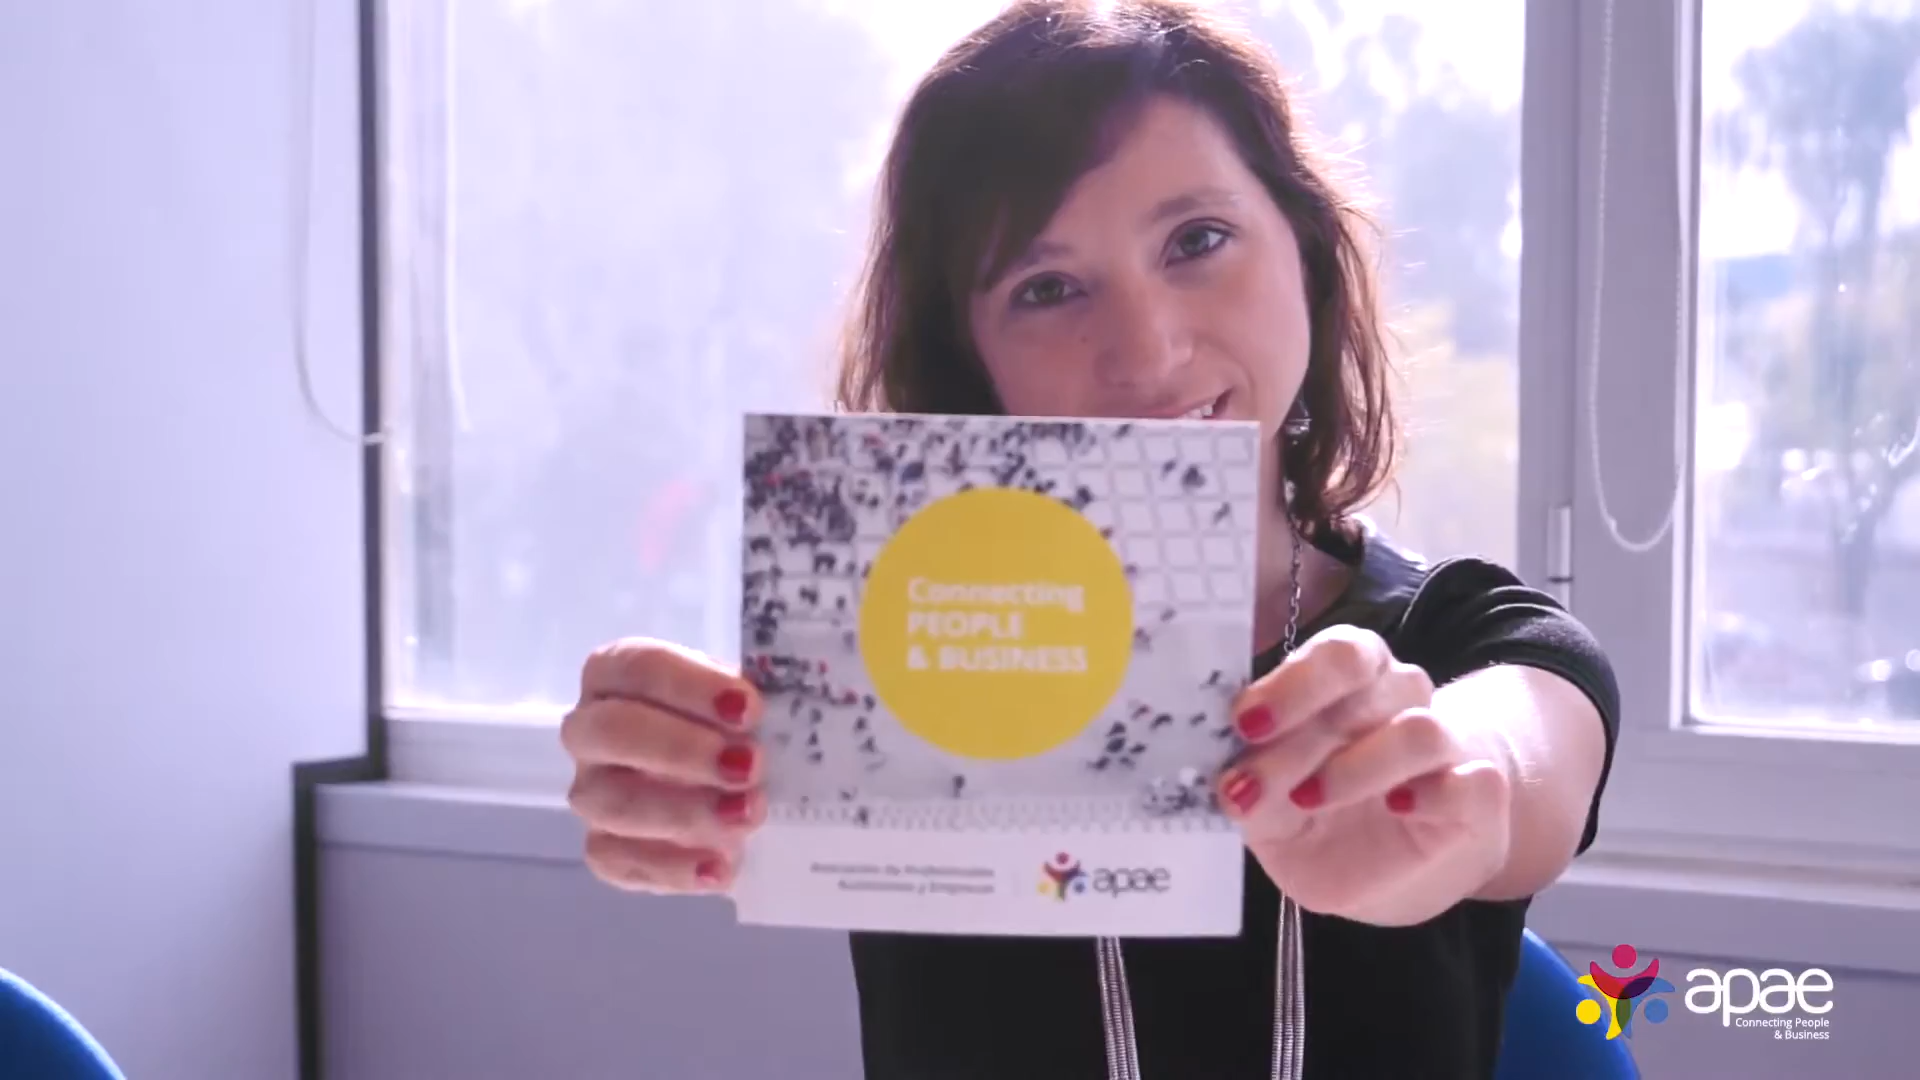 Connecting
PEOPLE
& BUSINESS
Asociación de Profesionales
Autónomos y Empresas
apae
apae
Connecting People
& Business